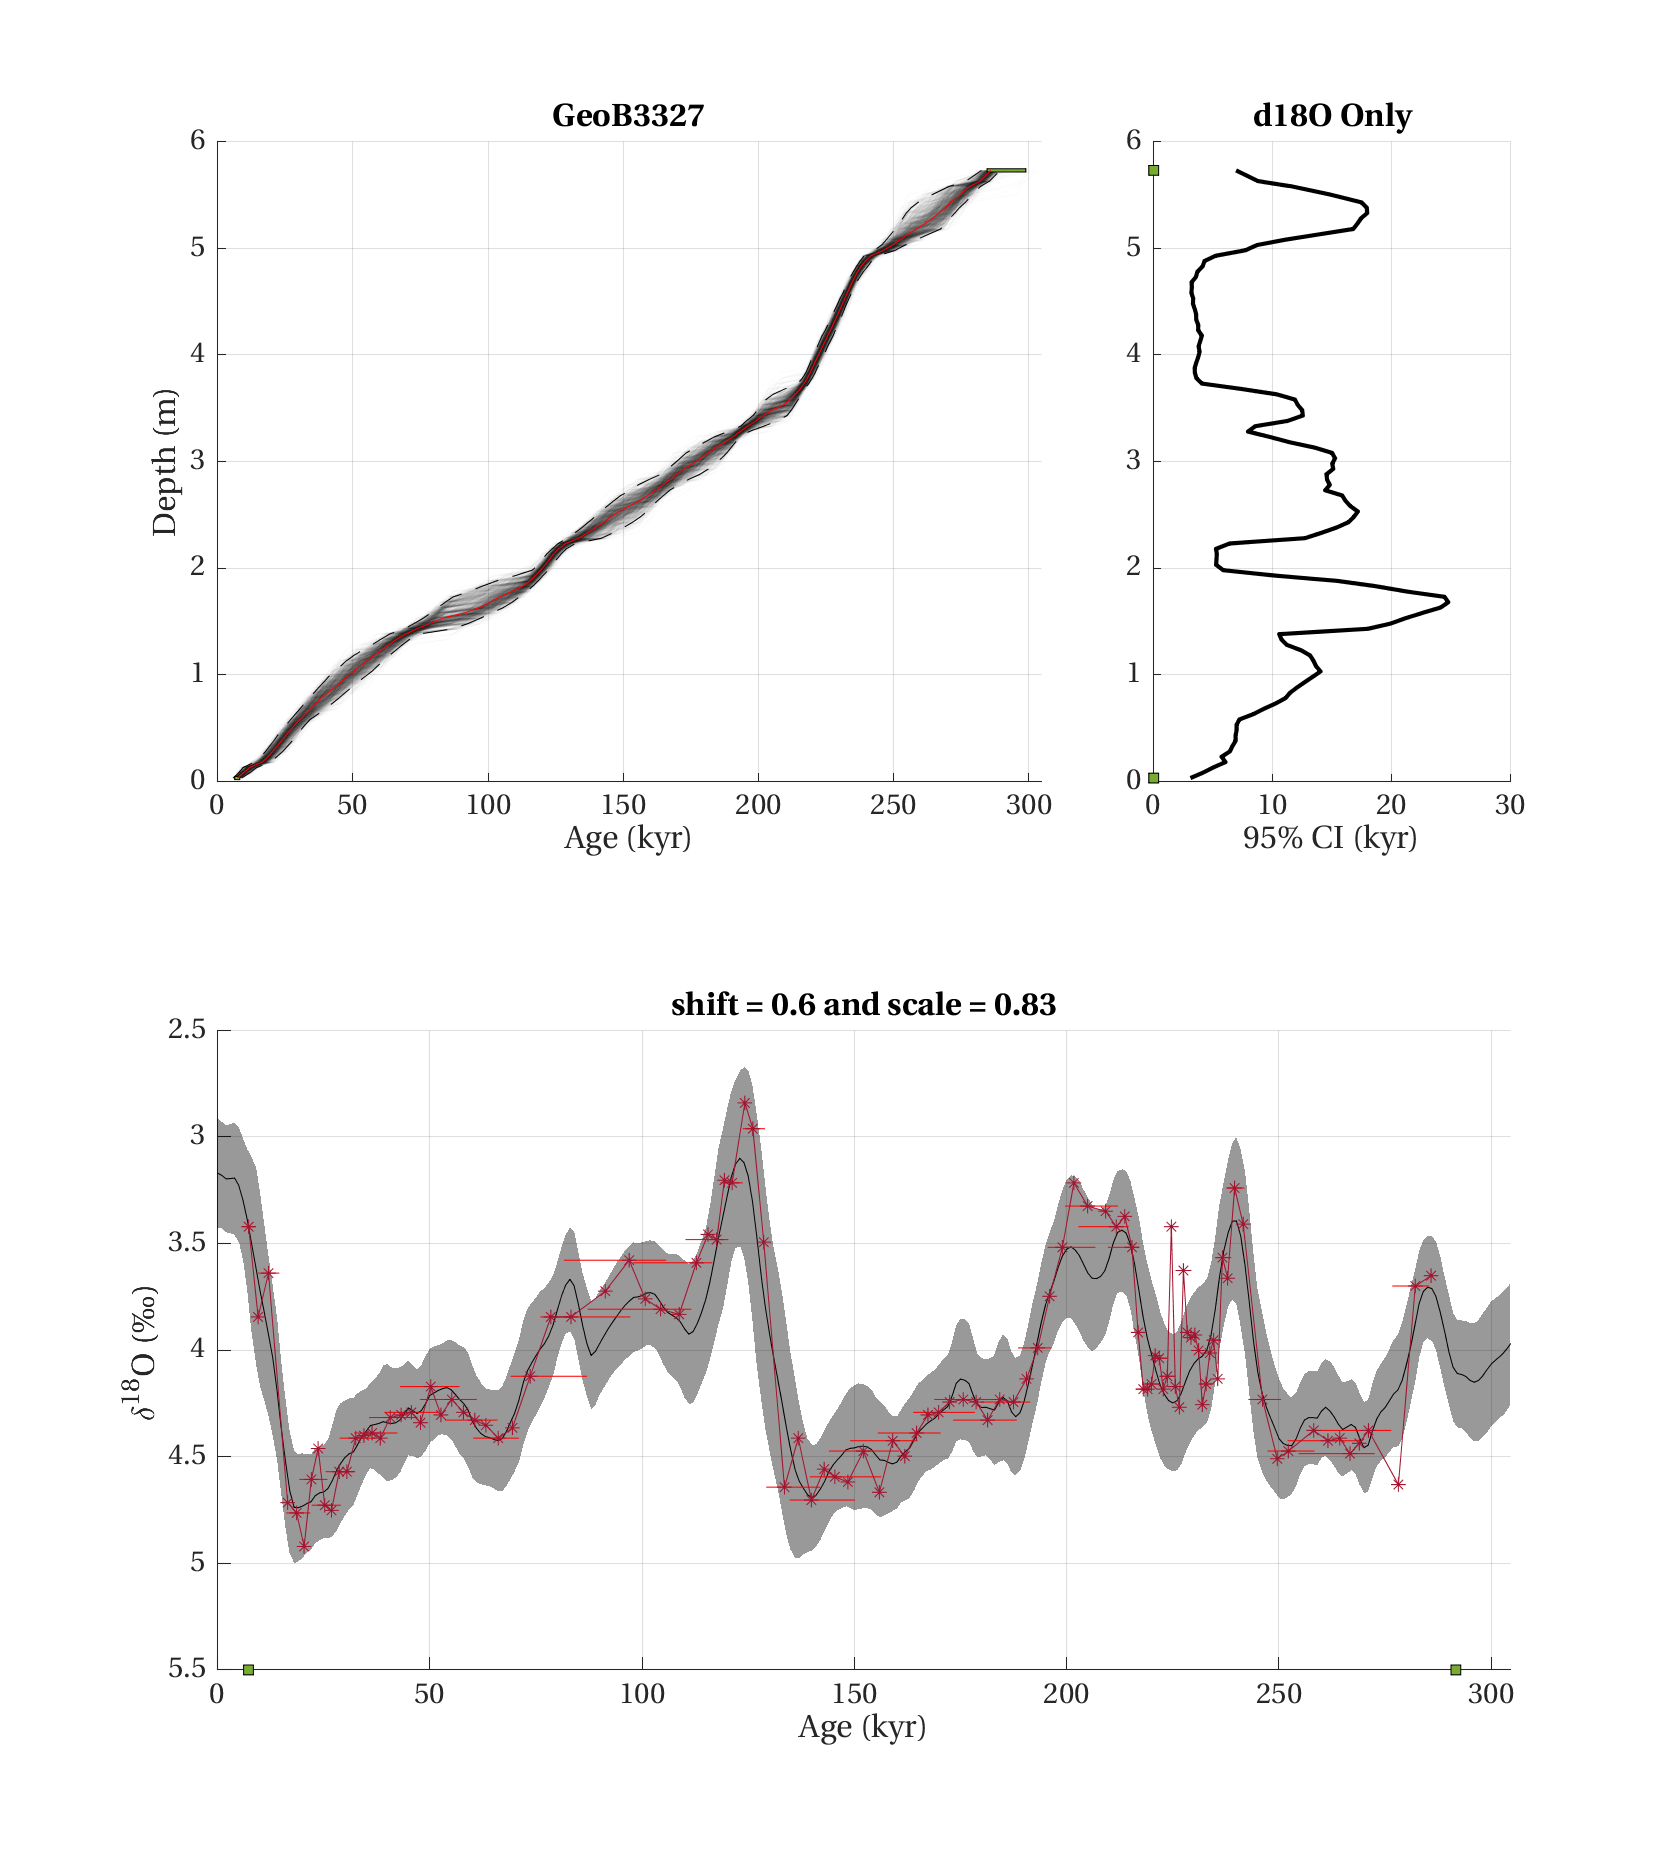 GeoB3327
d18O Only
6
5
4
3
2
1
0
Depth (m)
0 50 100 150 200 250 300
Age (kyr)
6
5
4
3
2
1
0
0 10 20 30
95% CI (kyr)
shift = 0.6 and scale = 0.83
2.5
3
3.5
4
4.5
5
5.5
δ¹⁸O (‰)
0 50 100 150 200 250 300
Age (kyr)